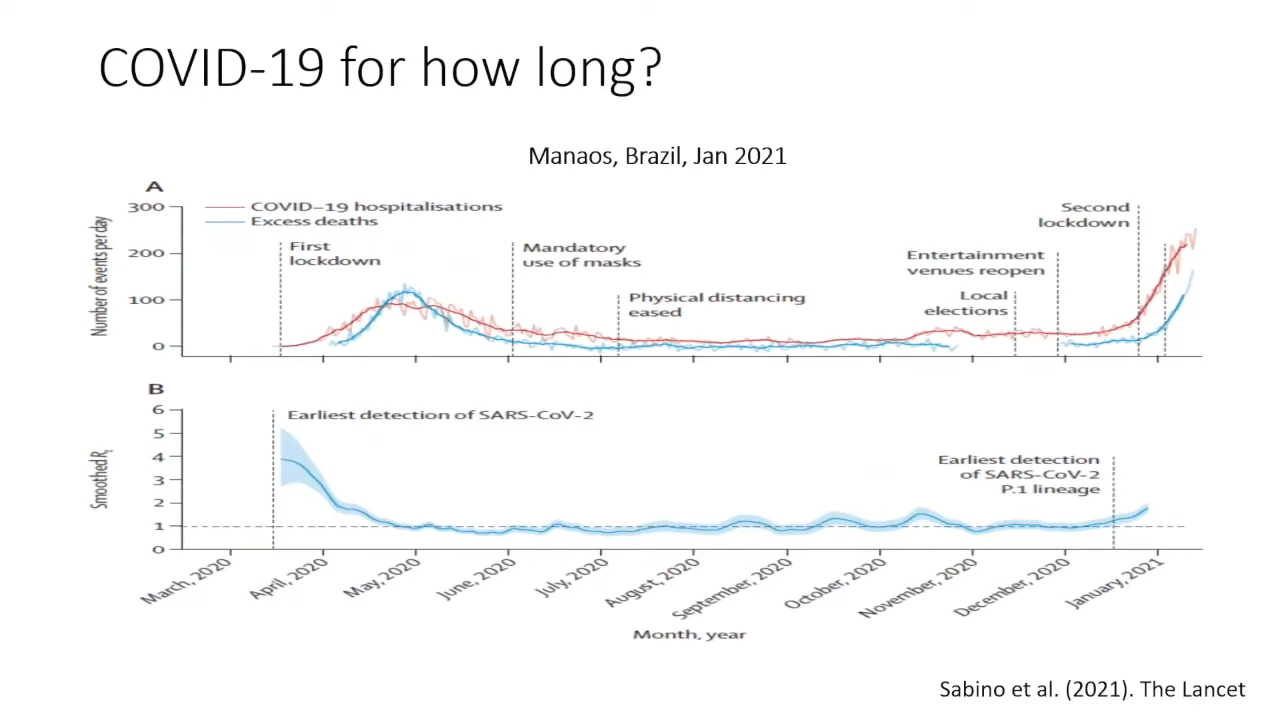 COVID-19 for how long?
Manaos, Brazil, Jan 2021
A
Number of events per day
300
200
100
0
COVID-19 hospitalisations
Excess deaths
First
lockdown
Mandatory
use of masks
Physical distancing
eased
Entertainment
venues reopen
Local
elections
Second
lockdown
B
Smoothed Rt
6
5
4
3
2
1
0
Earliest detection of SARS-CoV-2
Earliest detection
of SARS-CoV-2
P.1 lineage
March, 2020
April, 2020
May, 2020
June, 2020
July, 2020
August, 2020
September, 2020
October, 2020
November, 2020
December, 2020
January, 2021
Month, year
Sabino et al. (2021). The Lancet